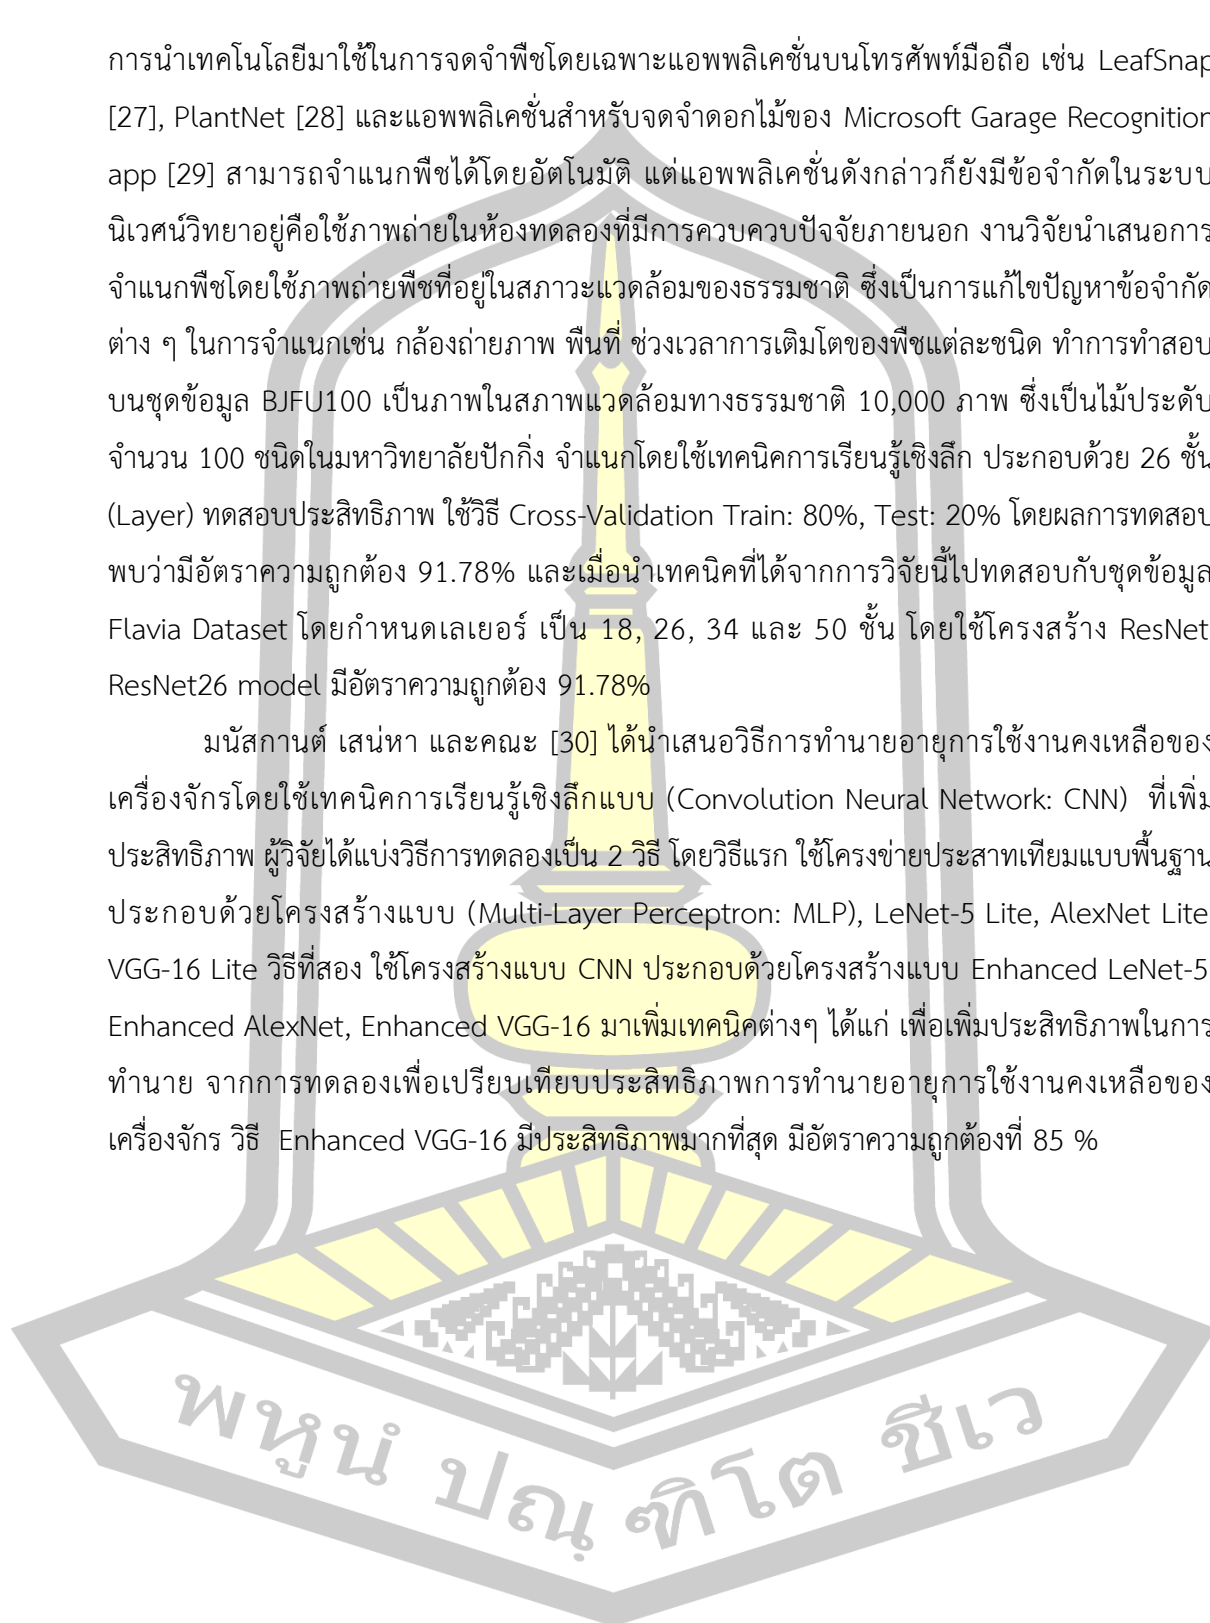 การนำเทคโนโลยีมาใช้ในการจดจำพืชโดยเฉพาะแอพพลิเคชั่นบนโทรศัพท์มือถือ เช่น LeafSnap
[27], PlantNet [28] และแอพพลิเคชั่นสำหรับจดจำดอกไม้ของ Microsoft Garage Recognition
app [29] สามารถจำแนกพืชได้โดยอัตโนมัติ แต่แอพพลิเคชั่นดังกล่าวก็ยังมีข้อจำกัดในระบบ
นิเวศน์วิทยาอยู่คือใช้ภาพถ่ายในห้องทดลองที่มีการควบควบปัจจัยภายนอก งานวิจัยนำเสนอการ
จำแนกพืชโดยใช้ภาพถ่ายพืชที่อยู่ในสภาวะแวดล้อมของธรรมชาติ ซึ่งเป็นการแก้ไขปัญหาข้อจำกัด
ต่าง ๆ ในการจำแนกเช่น กล้องถ่ายภาพ พื้นที่ ช่วงเวลาการเติมโตของพืชแต่ละชนิด ทำการทำสอบ
บนชุดข้อมูล BJFU100 เป็นภาพในสภาพแวดล้อมทางธรรมชาติ 10,000 ภาพ ซึ่งเป็นไม้ประดับ
จำนวน 100 ชนิดในมหาวิทยาลัยปักกิ่ง จำแนกโดยใช้เทคนิคการเรียนรู้เชิงลึก ประกอบด้วย 26 ชั้น
(Layer) ทดสอบประสิทธิภาพ ใช้วิธี Cross-Validation Train: 80%, Test: 20% โดยผลการทดสอบ
พบว่ามีอัตราความถูกต้อง 91.78% และเมื่อนำเทคนิคที่ได้จากการวิจัยนี้ไปทดสอบกับชุดข้อมูล
Flavia Dataset โดยกำหนดเลเยอร์ เป็น 18, 26, 34 และ 50 ชั้น โดยใช้โครงสร้าง ResNet
ResNet26 model มีอัตราความถูกต้อง 91.78%
มนัสกานต์ เสน่หา และคณะ [30] ได้นำเสนอวิธีการทำนายอายุการใช้งานคงเหลือของ
เครื่องจักรโดยใช้เทคนิคการเรียนรู้เชิงลึกแบบ (Convolution Neural Network: CNN) ที่เพิ่ม
ประสิทธิภาพ ผู้วิจัยได้แบ่งวิธีการทดลองเป็น 2 วิธี โดยวิธีแรก ใช้โครงข่ายประสาทเทียมแบบพื้นฐาน
ประกอบด้วยโครงสร้างแบบ (Multi-Layer Perceptron: MLP), LeNet-5 Lite, AlexNet Lite
VGG-16 Lite วิธีที่สอง ใช้โครงสร้างแบบ CNN ประกอบด้วยโครงสร้างแบบ Enhanced LeNet-5
Enhanced AlexNet, Enhanced VGG-16 มาเพิ่มเทคนิคต่างๆ ได้แก่ เพื่อเพิ่มประสิทธิภาพในการ
ทำนาย จากการทดลองเพื่อเปรียบเทียบประสิทธิภาพการทำนายอายุการใช้งานคงเหลือของ
เครื่องจักร วิธี Enhanced VGG-16 มีประสิทธิภาพมากที่สุด มีอัตราความถูกต้องที่ 85 %
พหูนํ ปณฺ ฑิโต ชีเว